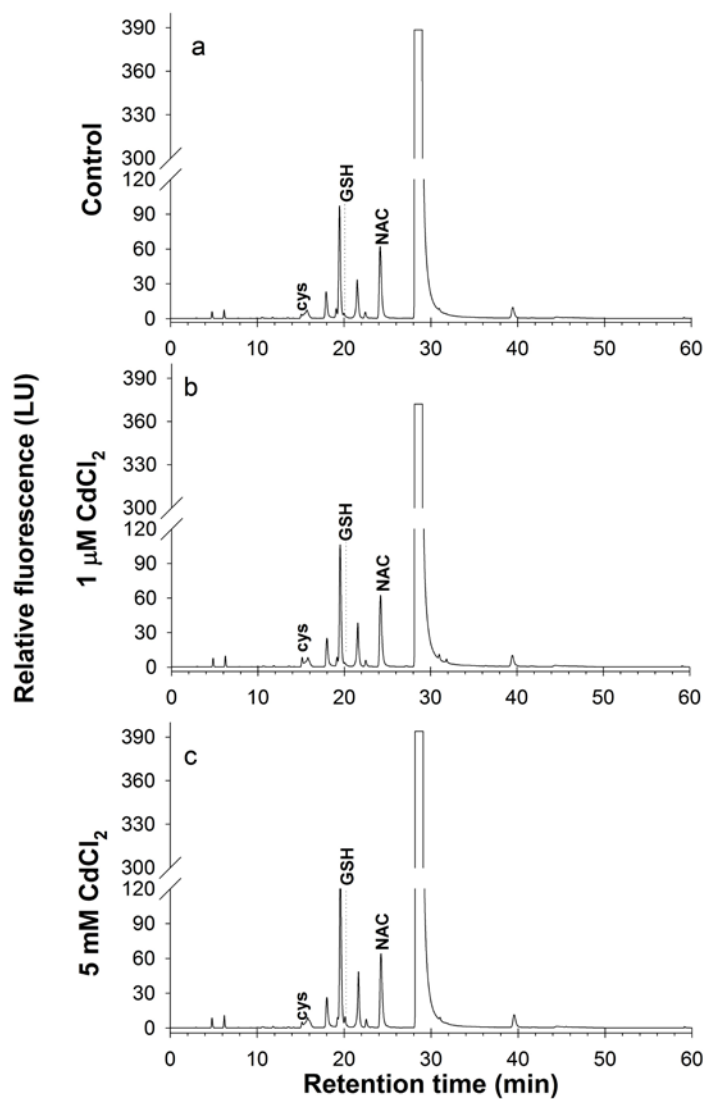 Relative fluorescence (LU)
Control
a
390
360
330
300
120
90
60
30
0
cys
GSH
NAC
0 10 20 30 40 50 60
1 μM CdCl₂
b
390
360
330
300
120
90
60
30
0
cys
GSH
NAC
0 10 20 30 40 50 60
5 mM CdCl₂
c
390
360
330
300
120
90
60
30
0
cys
GSH
NAC
0 10 20 30 40 50 60
Retention time (min)